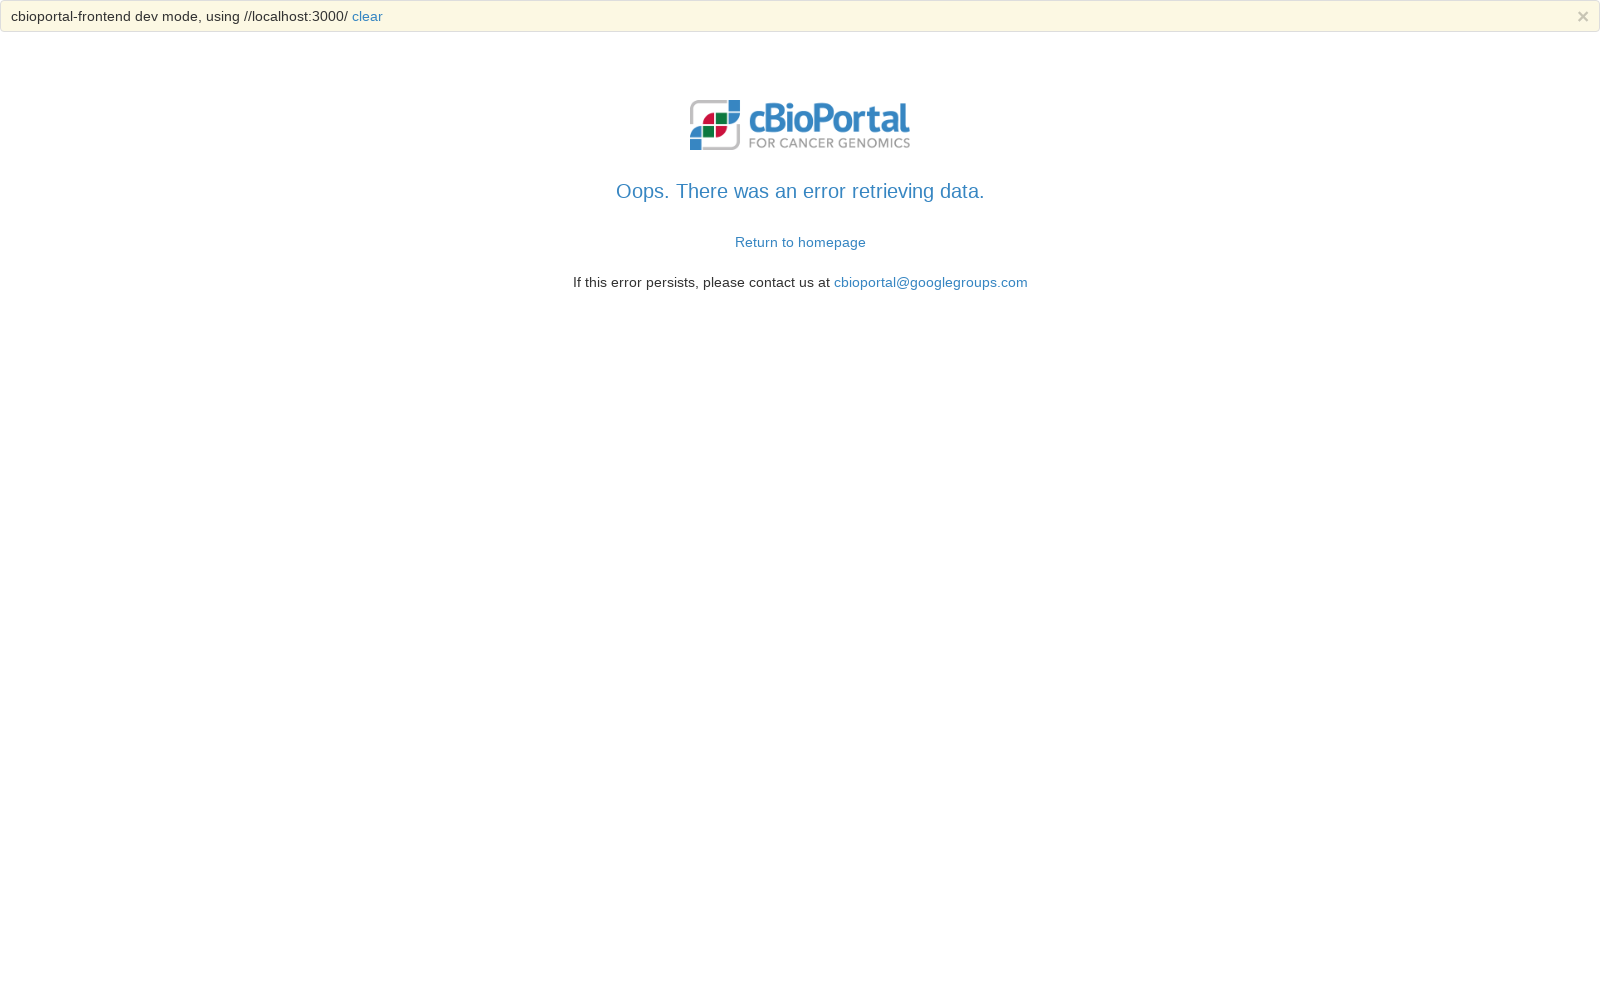 cbioportal-frontend dev mode, using //localhost:3000/ clear ×
cBioPortal
FOR CANCER GENOMICS
Oops. There was an error retrieving data.
Return to homepage
If this error persists, please contact us at cbioportal@googlegroups.com